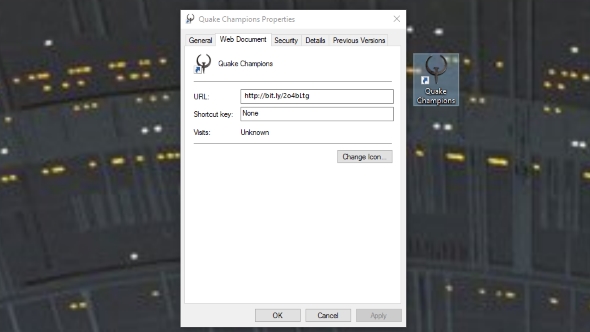 Quake Champions Properties
General Web Document Security Details Previous Versions
Quake Champions
URL: http://bit.ly/2o4bLtg
Shortcut key: None
Visits: Unknown
Change Icon...
OK Cancel Apply
Quake
Champions